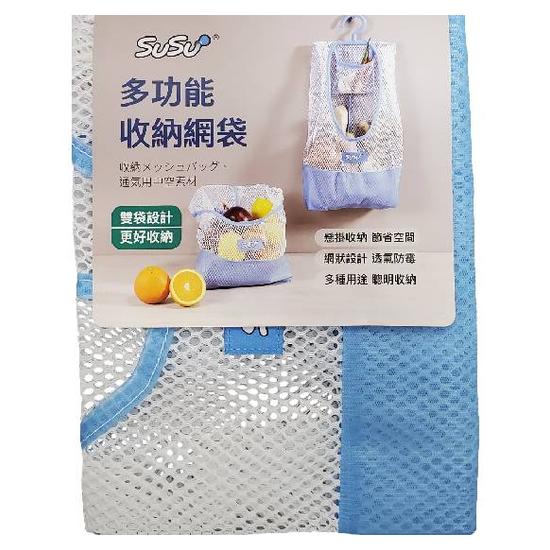 SuSu®
多功能
收納網袋
収納メッシュバッグ、
通気用中空素材
雙袋設計
更好收納
SuSu
懸掛收納 節省空間
網狀設計 透氣防霉
多種用途 聰明收納